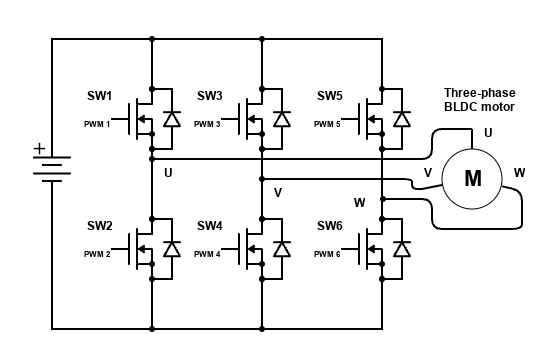 SW1
SW3
SW5
Three-phase
BLDC motor
PWM 1
PWM 3
PWM 5
U
+
U
V
W
M
V
W
SW2
SW4
SW6
PWM 2
PWM 4
PWM 6